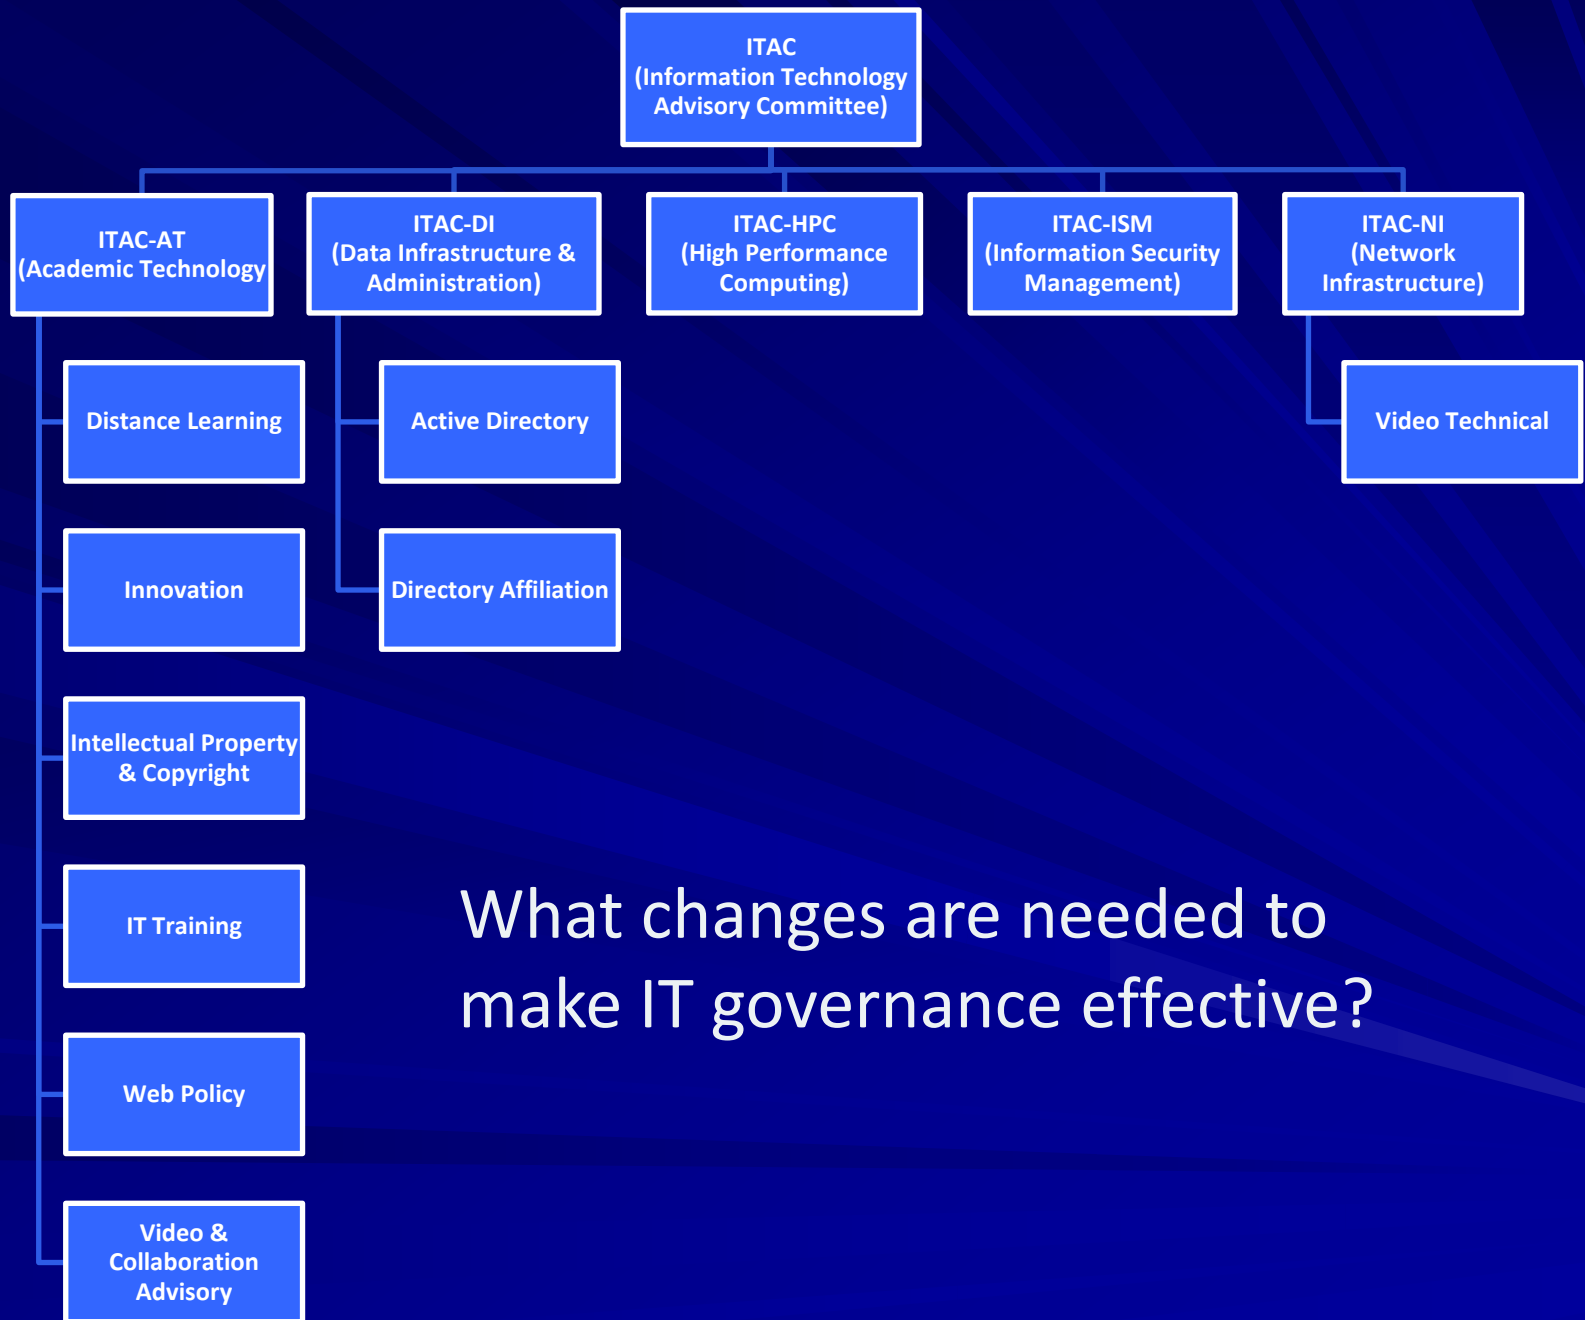 ITAC
(Information Technology
Advisory Committee)
ITAC-AT
(Academic Technology
ITAC-DI
(Data Infrastructure &
Administration)
ITAC-HPC
(High Performance
Computing)
ITAC-ISM
(Information Security
Management)
ITAC-NI
(Network
Infrastructure)
Distance Learning
Innovation
Intellectual Property
& Copyright
IT Training
Web Policy
Video &
Collaboration
Advisory
Active Directory
Directory Affiliation
Video Technical
What changes are needed to
make IT governance effective?